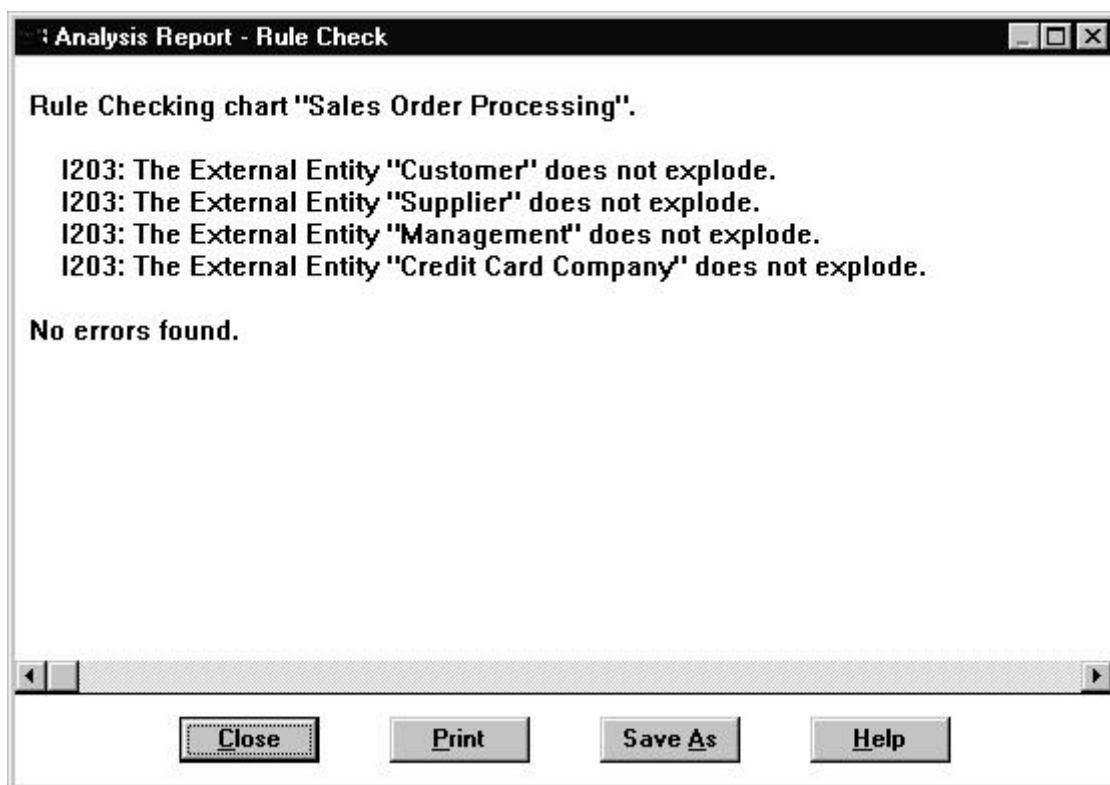 Analysis Report - Rule Check
Rule Checking chart "Sales Order Processing".
I203: The External Entity "Customer" does not explode.
I203: The External Entity "Supplier" does not explode.
I203: The External Entity "Management" does not explode.
I203: The External Entity "Credit Card Company" does not explode.
No errors found.
Close Print Save As Help